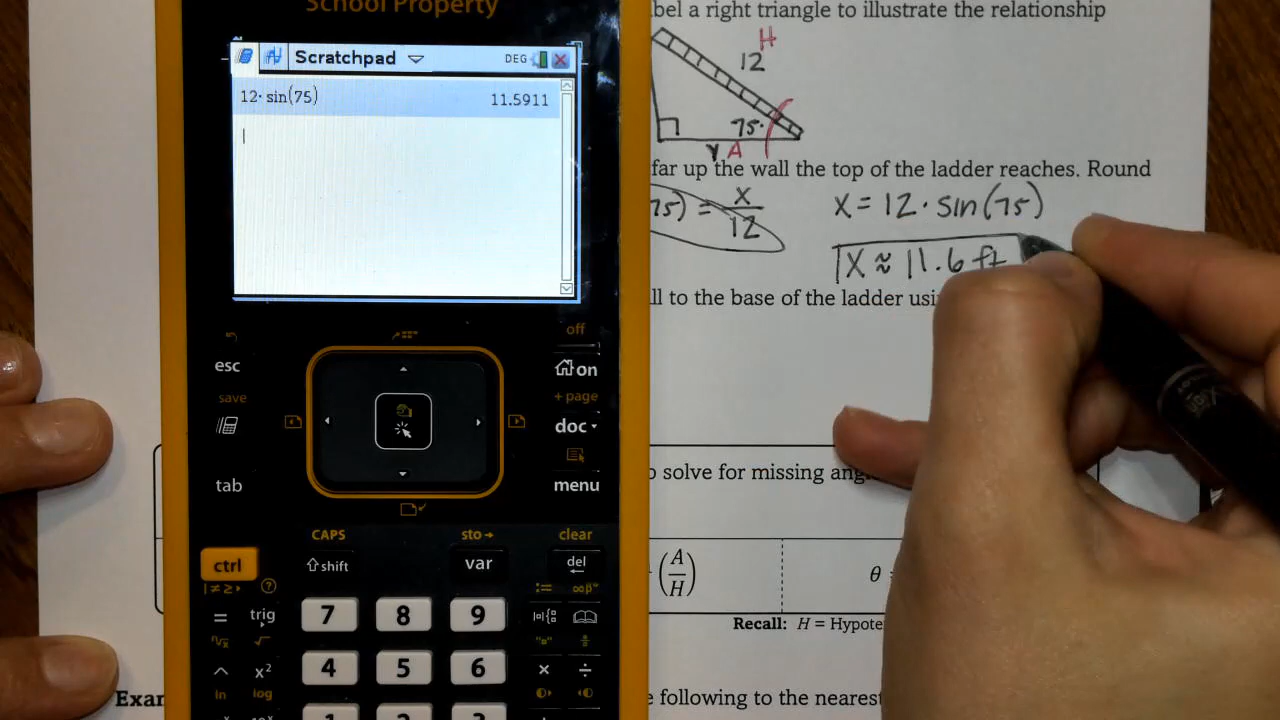 School Property
Scratchpad DEG
12·sin(75) 11.5911
off
esc on
save + page
doc
tab menu
CAPS sto→ clear
ctrl shift var del
= trig 7 8 9
^ x² 4 5 6 × ÷
ln log
bel a right triangle to illustrate the relationship
H
12
75°
Y A
far up the wall the top of the ladder reaches. Round
75) = x/12 x = 12·sin(75)
x ≈ 11.6 ft
ll to the base of the ladder usi
o solve for missing ang
(A/H) θ
Recall: H = Hypote
Exam
e following to the nearest